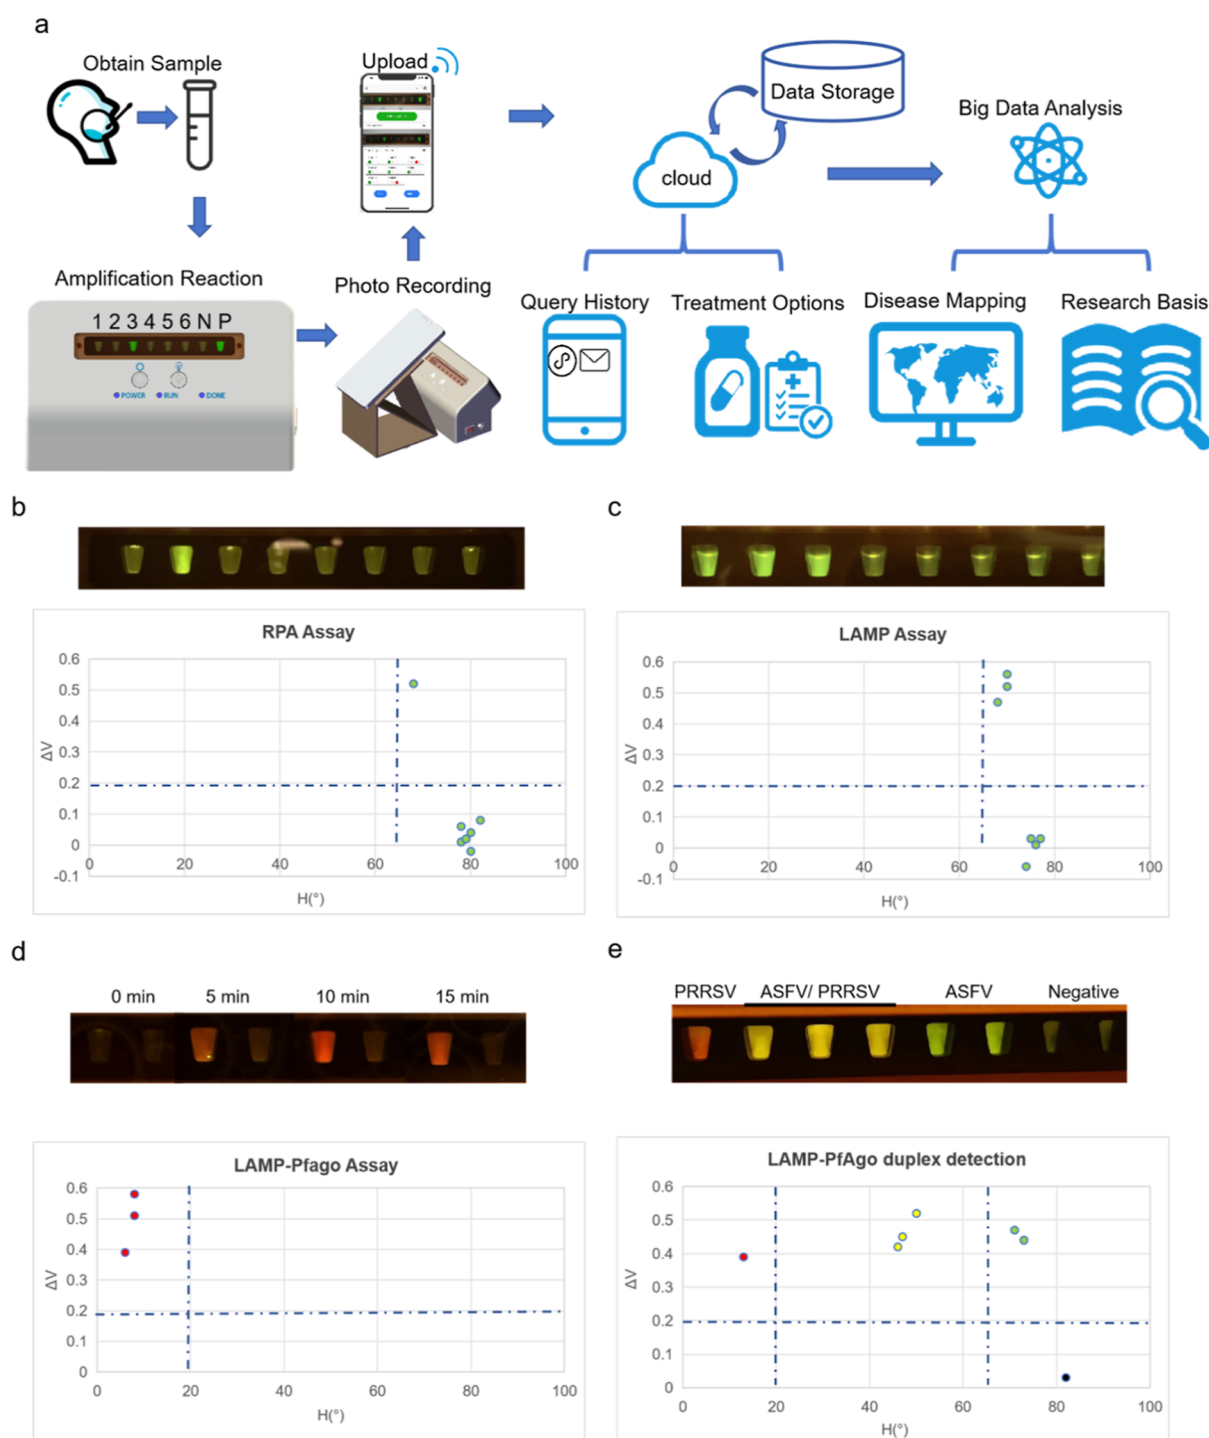 a
Obtain Sample
Upload
Data Storage
Big Data Analysis
cloud
Amplification Reaction
Photo Recording
Query History
Treatment Options
Disease Mapping
Research Basis
1 2 3 4 5 6 N P
POWER
RUN
DONE
b
c
RPA Assay
0.6
0.5
0.4
0.3
0.2
0.1
0
-0.1
ΔV
0
20
40
60
80
100
H(°)
LAMP Assay
0.6
0.5
0.4
0.3
0.2
0.1
0
-0.1
ΔV
0
20
40
60
80
100
H(°)
d
0 min
5 min
10 min
15 min
e
PRRSV
ASFV/ PRRSV
ASFV
Negative
LAMP-Pfago Assay
0.6
0.5
0.4
0.3
0.2
0.1
0
ΔV
0
20
40
60
80
100
H(°)
LAMP-PfAgo duplex detection
0.6
0.5
0.4
0.3
0.2
0.1
0
ΔV
0
20
40
60
80
100
H(°)